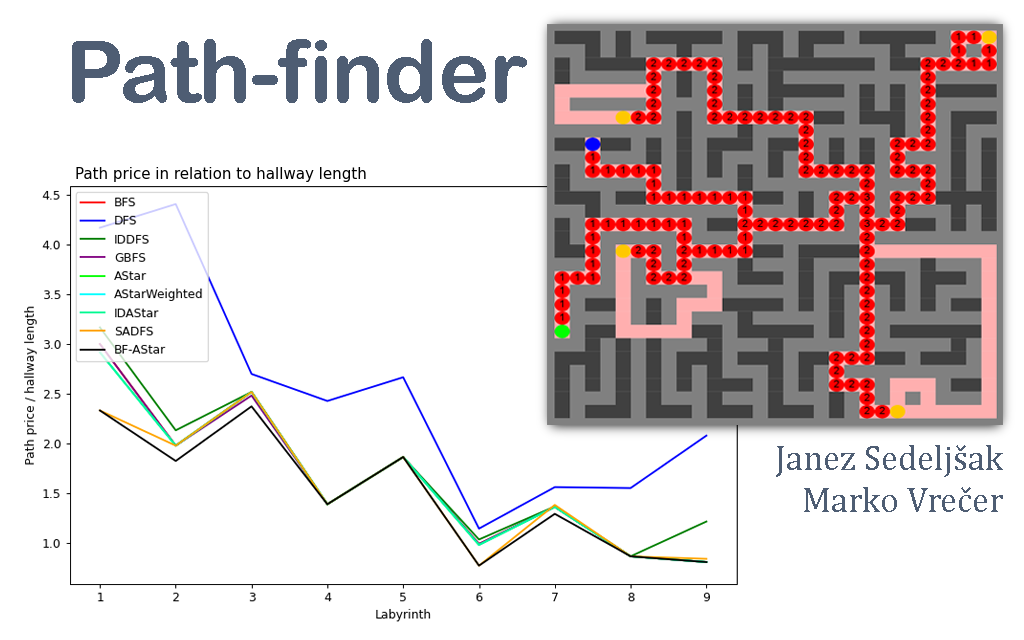 Path-finder
Path price in relation to hallway length
Path price / hallway length
4.5
4.0
3.5
3.0
2.5
2.0
1.5
1.0
BFS
DFS
IDDFS
GBFS
AStar
AStarWeighted
IDAStar
SADFS
BF-AStar
1 2 3 4 5 6 7 8 9
Labyrinth
Janez Sedeljšak
Marko Vrečer